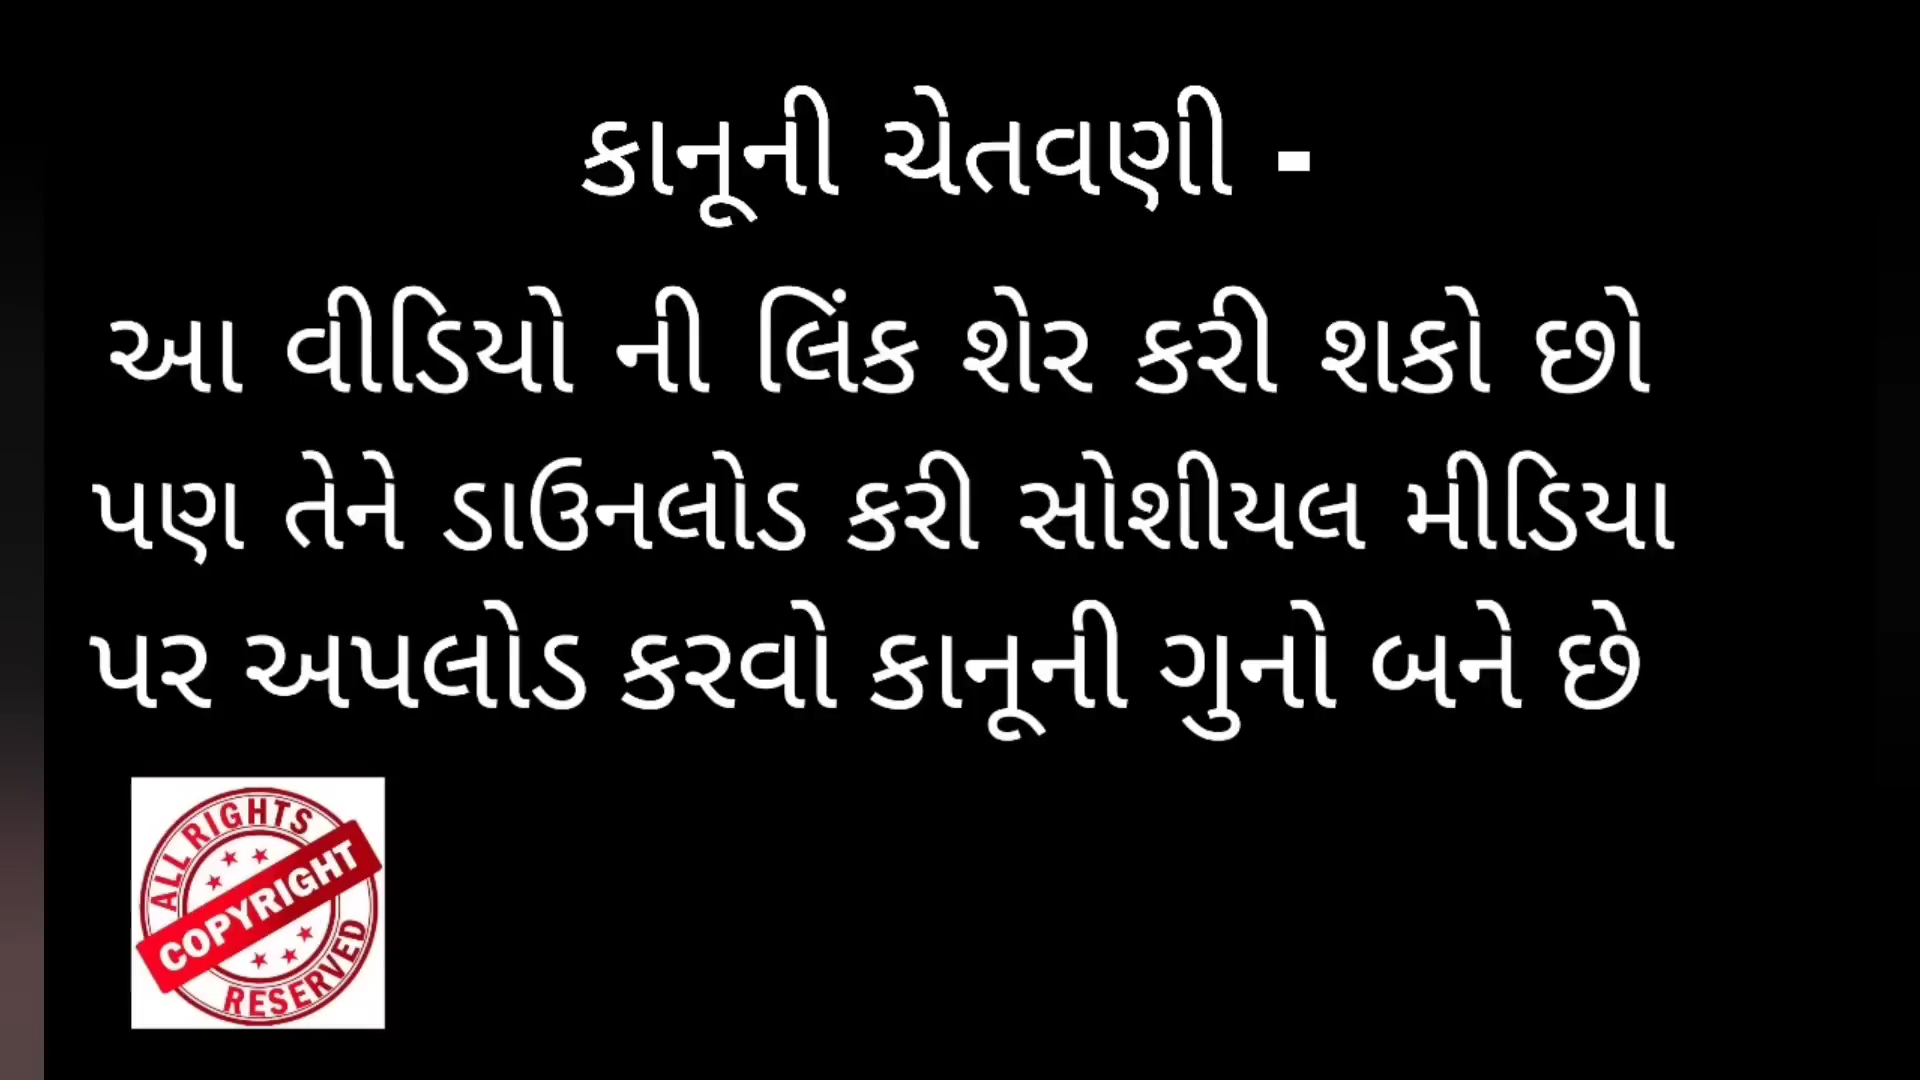 કાનૂની ચેતવણી -
આ વીડિયો ની લિંક શેર કરી શકો છો
પણ તેને ડાઉનલોડ કરી સોશીયલ મીડિયા
પર અપલોડ કરવો કાનૂની ગુનો બને છે
ALL RIGHTS
COPYRIGHT
RESERVED